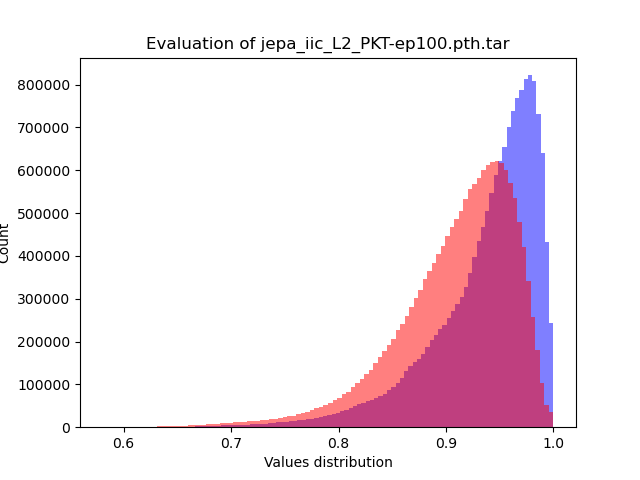 Evaluation of jepa_iic_L2_PKT-ep100.pth.tar
800000
700000
600000
500000
400000
300000
200000
100000
0
Count
0.6 0.7 0.8 0.9 1.0
Values distribution